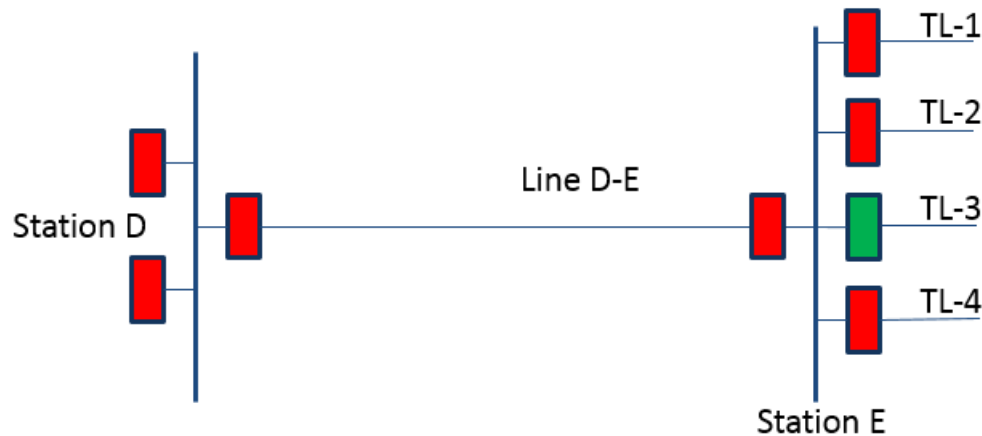 TL-1
TL-2
Line D-E
TL-3
Station D
TL-4
Station E